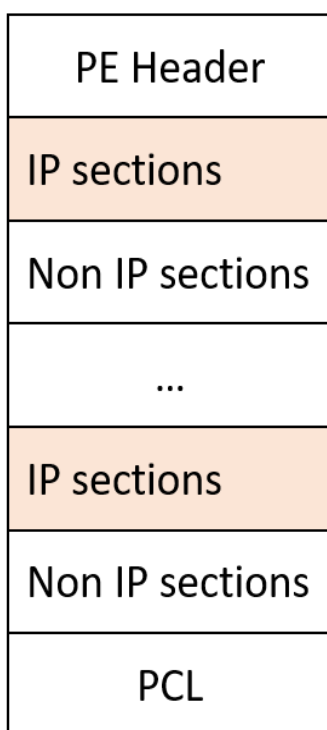 PE Header
IP sections
Non IP sections
...
IP sections
Non IP sections
PCL